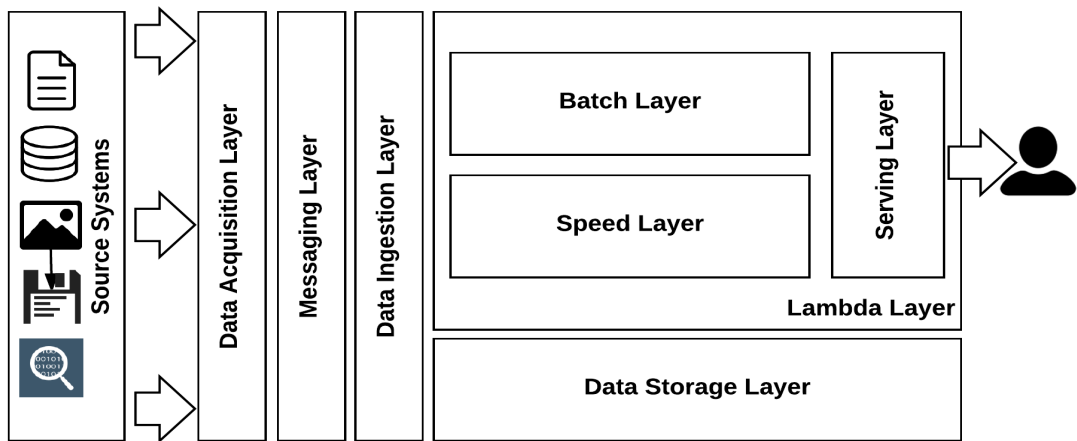 Source Systems
Data Acquisition Layer
Messaging Layer
Data Ingestion Layer
Batch Layer
Speed Layer
Serving Layer
Lambda Layer
Data Storage Layer